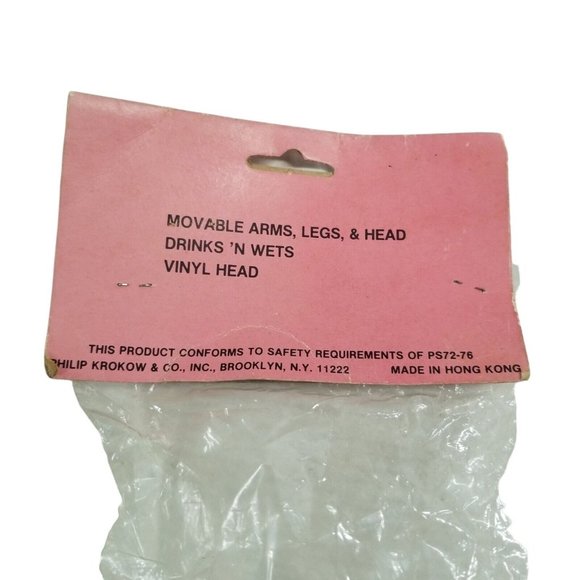 MOVABLE ARMS, LEGS, & HEAD
DRINKS 'N WETS
VINYL HEAD
THIS PRODUCT CONFORMS TO SAFETY REQUIREMENTS OF PS72-76
PHILIP KROKOW & CO., INC., BROOKLYN, N.Y. 11222 MADE IN HONG KONG